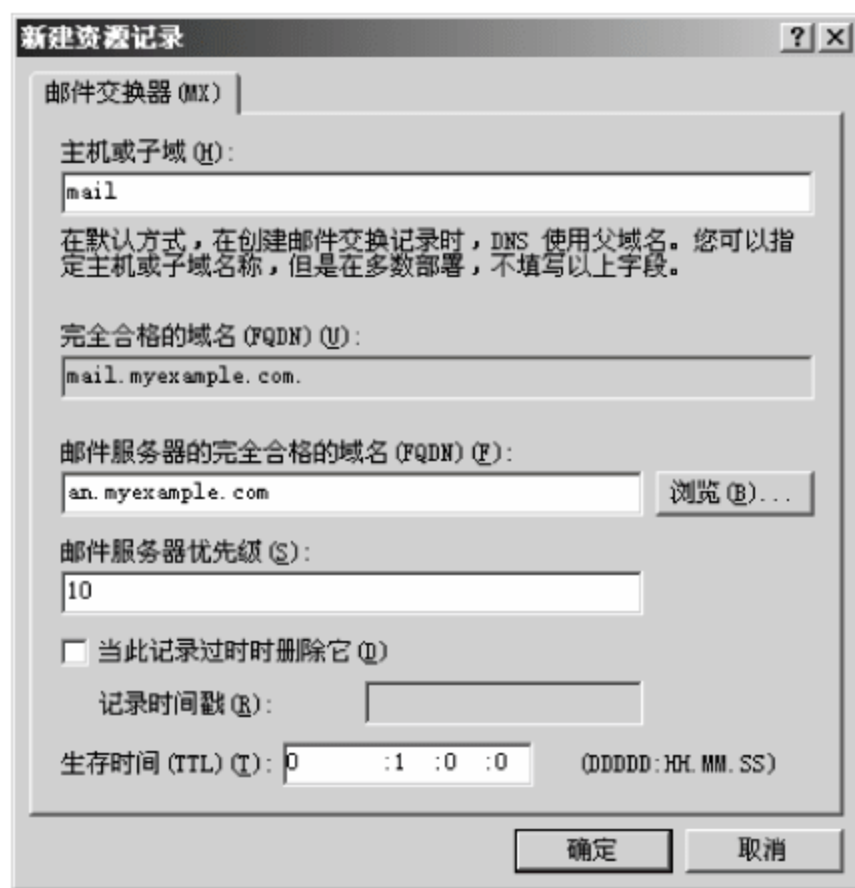 新建资源记录
邮件交换器(MX)
主机或子域(H):
mail
在默认方式，在创建邮件交换记录时，DNS 使用父域名。您可以指
定主机或子域名称，但是在多数部署，不填写以上字段。
完全合格的域名(FQDN)(U):
mail.myexample.com.
邮件服务器的完全合格的域名(FQDN)(F):
an.myexample.com
浏览(B)...
邮件服务器优先级(S):
10
当此记录过时时删除它(D)
记录时间戳(R):
生存时间(TTL)(T): 0 :1 :0 :0 (DDDDD:HH.MM.SS)
确定 取消